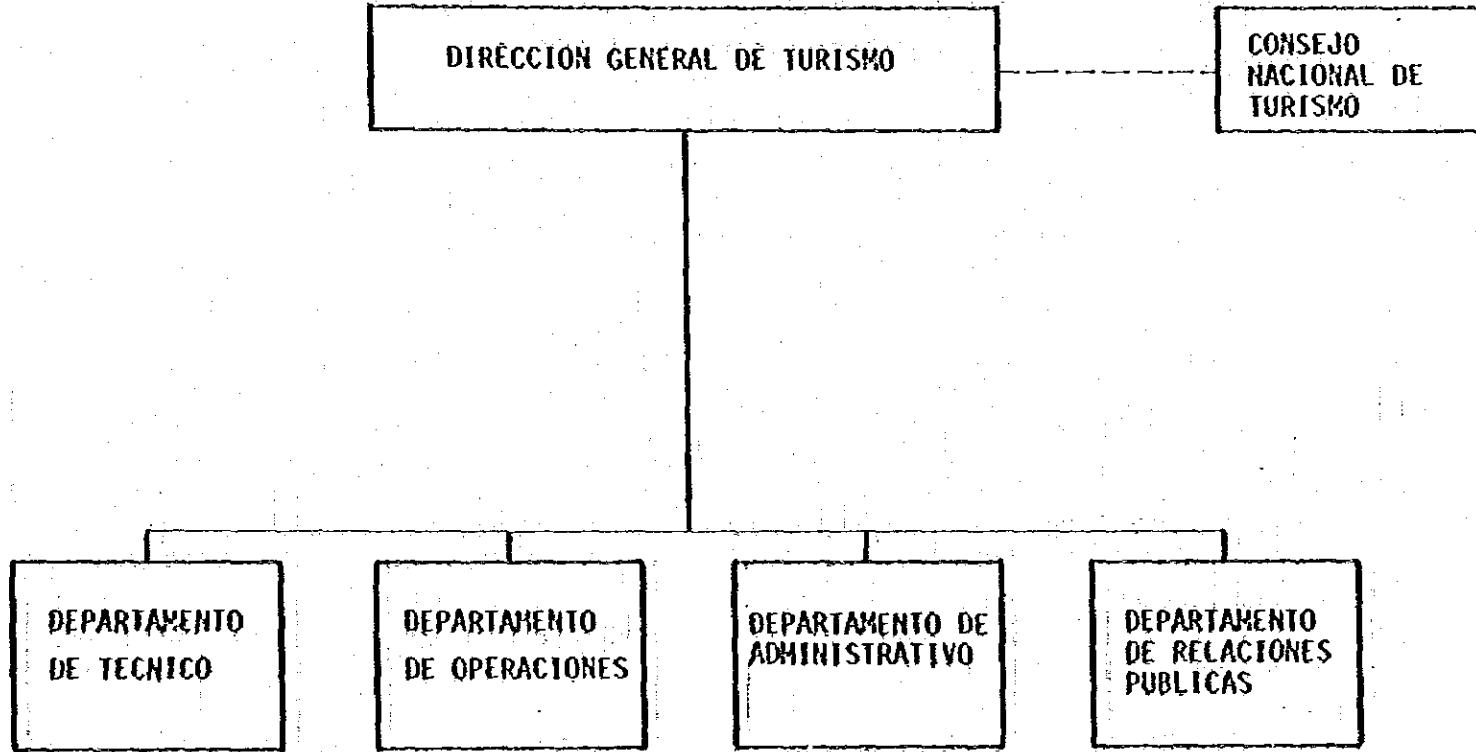 DIRECCION GENERAL DE TURISMO
CONSEJO
NACIONAL DE
TURISMO
DEPARTAMENTO
DE TECNICO
DEPARTAMENTO
DE OPERACIONES
DEPARTAMENTO DE
ADMINISTRATIVO
DEPARTAMENTO
DE RELACIONES
PUBLICAS